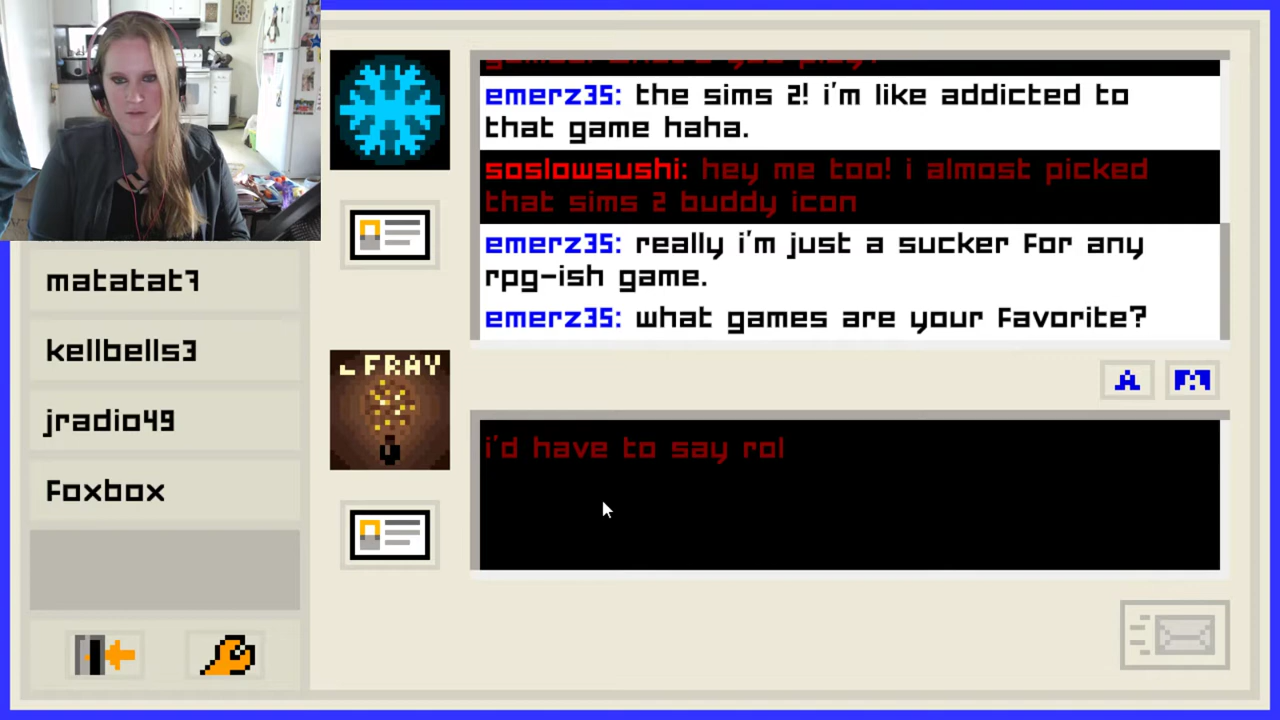 emerz35: the sims 2! i'm like addicted to
that game haha.
soslowsushi: hey me too! i almost picked
that sims 2 buddy icon
emerz35: really i'm just a sucker for any
rpg-ish game.
emerz35: what games are your favorite?
matatat7
kellbells3
jradio49
foxbox
FRAY
i'd have to say rol